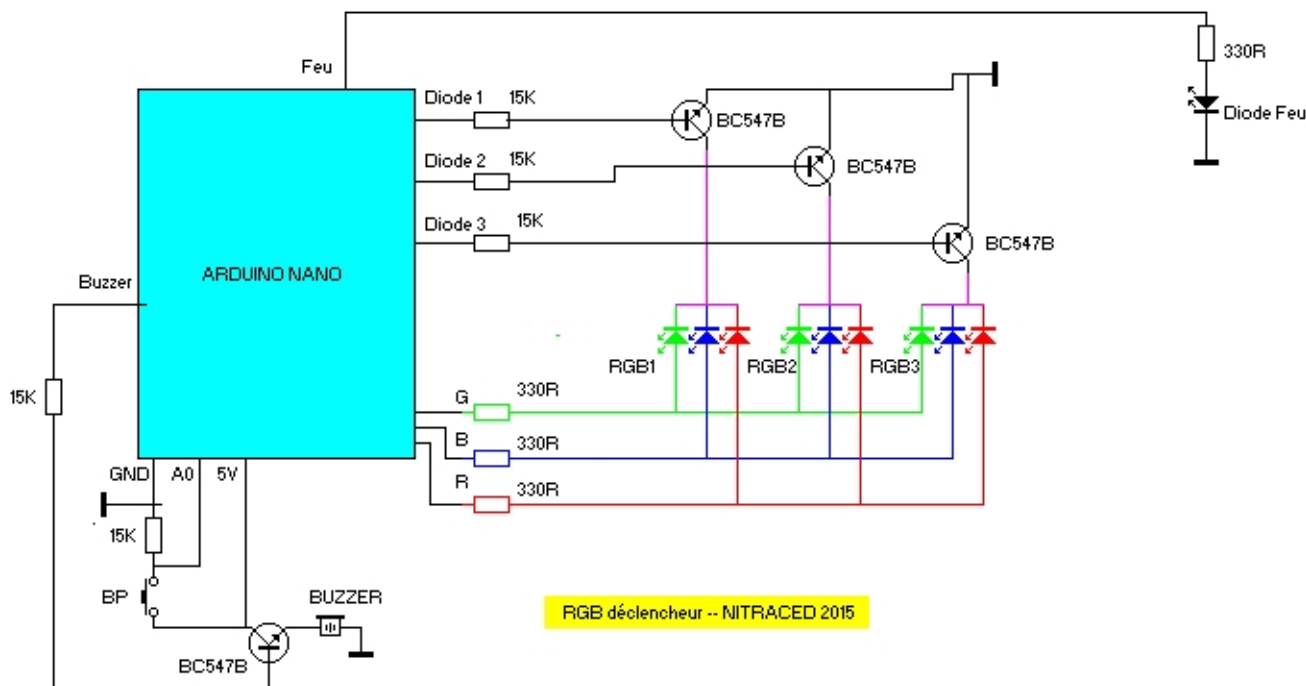 Feu
330R
Diode Feu
Diode 1
15K
BC547B
Diode 2
15K
BC547B
Diode 3
15K
BC547B
ARDUINO NANO
Buzzer
15K
RGB1
RGB2
RGB3
G
330R
B
330R
R
330R
GND
A0
5V
15K
BP
BUZZER
BC547B
RGB déclencheur -- NITRACED 2015